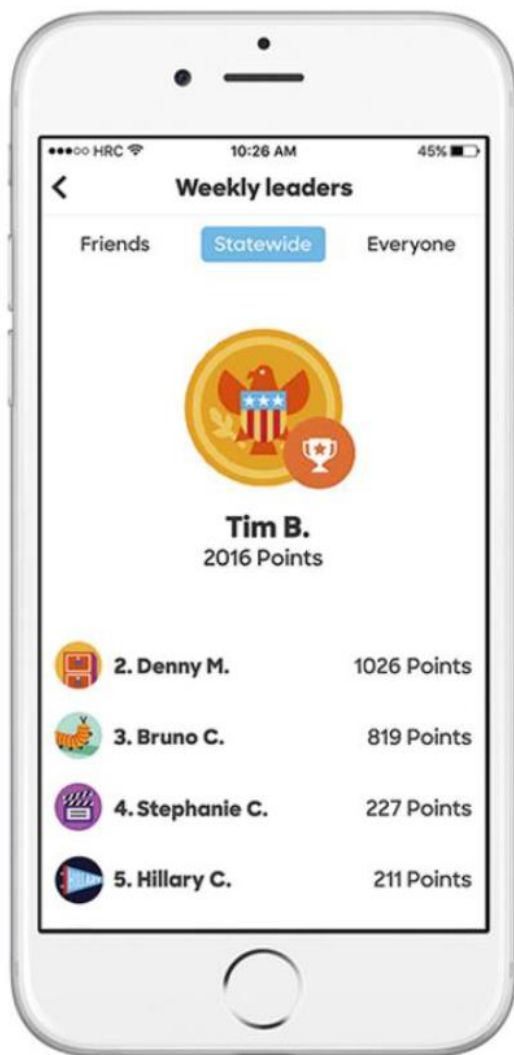 HRC 10:26 AM 45%
Weekly leaders
Friends Statewide Everyone
Tim B.
2016 Points
2. Denny M. 1026 Points
3. Bruno C. 819 Points
4. Stephanie C. 227 Points
5. Hillary C. 211 Points